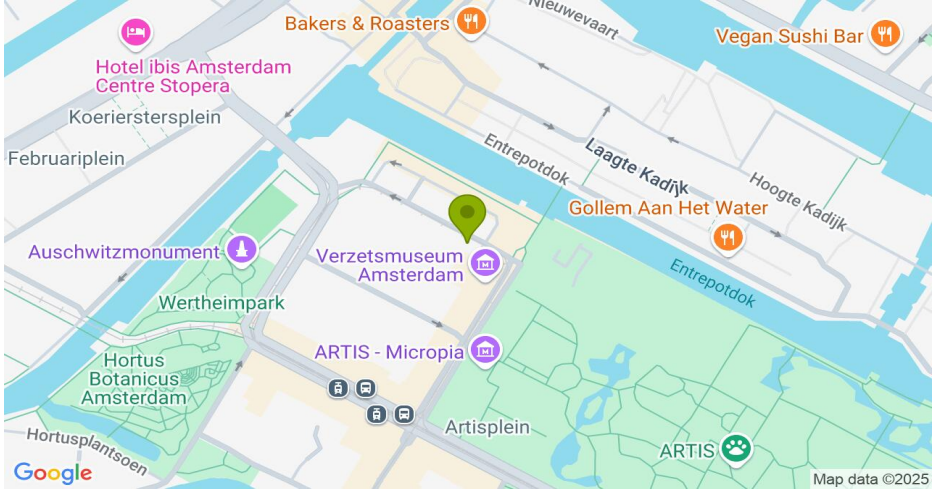 Nieuwevaart
Bakers & Roasters
Vegan Sushi Bar
Hotel ibis Amsterdam
Centre Stopera
Koerierstersplein
Februariplein
Entrepotdok
Laagte Kadijk
Hoogte Kadijk
Gollem Aan Het Water
Auschwitzmonument
Verzetsmuseum
Amsterdam
Entrepotdok
Wertheimpark
ARTIS - Micropia
Hortus
Botanicus
Amsterdam
Artisplein
Hortusplantsoen
ARTIS
Google
Map data ©2025